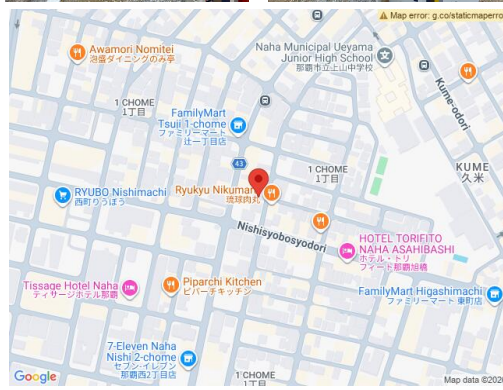 Map error: g.co/staticmaperro
Awamori Nomitei
泡盛ダイニングのみ亭
Naha Municipal Ueyama
Junior High School
那覇市立上山中学校
Kume-odori
1 CHOME
1丁目
FamilyMart
Tsuji 1-chome
ファミリーマート
辻一丁目店
43
1 CHOME
1丁目
KUME
久米
RYUBO Nishimachi
西町りうぼう
Ryukyu Nikumaru
琉球肉丸
Nishisyobosyodori
HOTEL TORIFITO
NAHA ASAHIBASHI
ホテル・トリ
フィート那覇旭橋
Tissage Hotel Naha
ティサージホテル那覇
Piparchi Kitchen
ピパーチキッチン
FamilyMart Higashimachi
ファミリーマート 東町店
7-Eleven Naha
Nishi 2-chome
セブン-イレブン
那覇西2丁目店
1 CHOME
1丁目
Google
Map data ©202